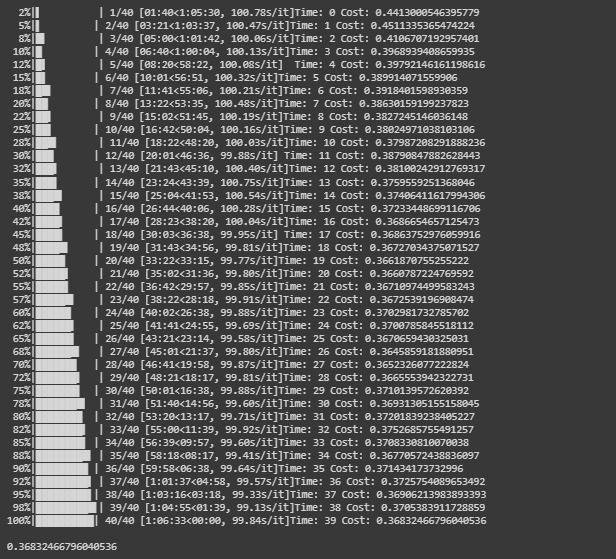 2%| | 1/40 [01:40<1:05:30, 100.78s/it]Time: 0 Cost: 0.4413000546395779
5%| | 2/40 [03:21<1:03:37, 100.47s/it]Time: 1 Cost: 0.4511335365474224
8%| | 3/40 [05:00<1:01:42, 100.06s/it]Time: 2 Cost: 0.4106707192957401
10%| | 4/40 [06:40<1:00:04, 100.13s/it]Time: 3 Cost: 0.3968939408659935
12%| | 5/40 [08:20<58:22, 100.08s/it] Time: 4 Cost: 0.39792146161198616
15%| | 6/40 [10:01<56:51, 100.32s/it]Time: 5 Cost: 0.389914071559906
18%| | 7/40 [11:41<55:06, 100.21s/it]Time: 6 Cost: 0.3918401598930359
20%| | 8/40 [13:22<53:35, 100.48s/it]Time: 7 Cost: 0.3863015919923783
22%| | 9/40 [15:02<51:45, 100.19s/it]Time: 8 Cost: 0.3827245146036148
25%| | 10/40 [16:42<50:04, 100.16s/it]Time: 9 Cost: 0.38024971038103106
28%| | 11/40 [18:22<48:20, 100.03s/it]Time: 10 Cost: 0.37987208291888236
30%| | 12/40 [20:01<46:36, 99.88s/it] Time: 11 Cost: 0.38790847882628443
32%| | 13/40 [21:43<45:10, 100.40s/it]Time: 12 Cost: 0.38100242912769317
35%| | 14/40 [23:24<43:39, 100.75s/it]Time: 13 Cost: 0.3759559251368046
38%| | 15/40 [25:04<41:53, 100.54s/it]Time: 14 Cost: 0.37406411617994306
40%| | 16/40 [26:44<40:06, 100.28s/it]Time: 15 Cost: 0.37233448699116706
42%| | 17/40 [28:23<38:20, 100.04s/it]Time: 16 Cost: 0.3686654657125473
45%| | 18/40 [30:03<36:38, 99.95s/it] Time: 17 Cost: 0.36863752976059916
48%| | 19/40 [31:43<34:56, 99.81s/it]Time: 18 Cost: 0.36727034375071527
50%| | 20/40 [33:22<33:15, 99.77s/it]Time: 19 Cost: 0.3661870755255222
52%| | 21/40 [35:02<31:36, 99.80s/it]Time: 20 Cost: 0.3660787224769592
55%| | 22/40 [36:42<29:57, 99.85s/it]Time: 21 Cost: 0.36710974499583243
57%| | 23/40 [38:22<28:18, 99.91s/it]Time: 22 Cost: 0.3672539196908474
60%| | 24/40 [40:02<26:38, 99.88s/it]Time: 23 Cost: 0.3702981732785702
62%| | 25/40 [41:41<24:55, 99.69s/it]Time: 24 Cost: 0.3700785845518112
65%| | 26/40 [43:21<23:14, 99.58s/it]Time: 25 Cost: 0.3670659430325031
68%| | 27/40 [45:01<21:37, 99.80s/it]Time: 26 Cost: 0.3645859181880951
70%| | 28/40 [46:41<19:58, 99.87s/it]Time: 27 Cost: 0.3652326077222824
72%| | 29/40 [48:21<18:17, 99.81s/it]Time: 28 Cost: 0.3665553942322731
75%| | 30/40 [50:01<16:38, 99.88s/it]Time: 29 Cost: 0.3710139572620392
78%| | 31/40 [51:40<14:56, 99.60s/it]Time: 30 Cost: 0.36931305155158045
80%| | 32/40 [53:20<13:17, 99.71s/it]Time: 31 Cost: 0.37201839238405227
82%| | 33/40 [55:00<11:39, 99.92s/it]Time: 32 Cost: 0.3752685755491257
85%| | 34/40 [56:39<09:57, 99.60s/it]Time: 33 Cost: 0.3708330810070038
88%| | 35/40 [58:18<08:17, 99.41s/it]Time: 34 Cost: 0.36770572438836097
90%| | 36/40 [59:58<06:38, 99.64s/it]Time: 35 Cost: 0.371434173732996
92%| | 37/40 [1:01:37<04:58, 99.57s/it]Time: 36 Cost: 0.3725754089653492
95%| | 38/40 [1:03:16<03:18, 99.33s/it]Time: 37 Cost: 0.36906213983893393
98%| | 39/40 [1:04:55<01:39, 99.13s/it]Time: 38 Cost: 0.3705383911728859
100%| | 40/40 [1:06:33<00:00, 99.84s/it]Time: 39 Cost: 0.36832466796040536
0.36832466796040536